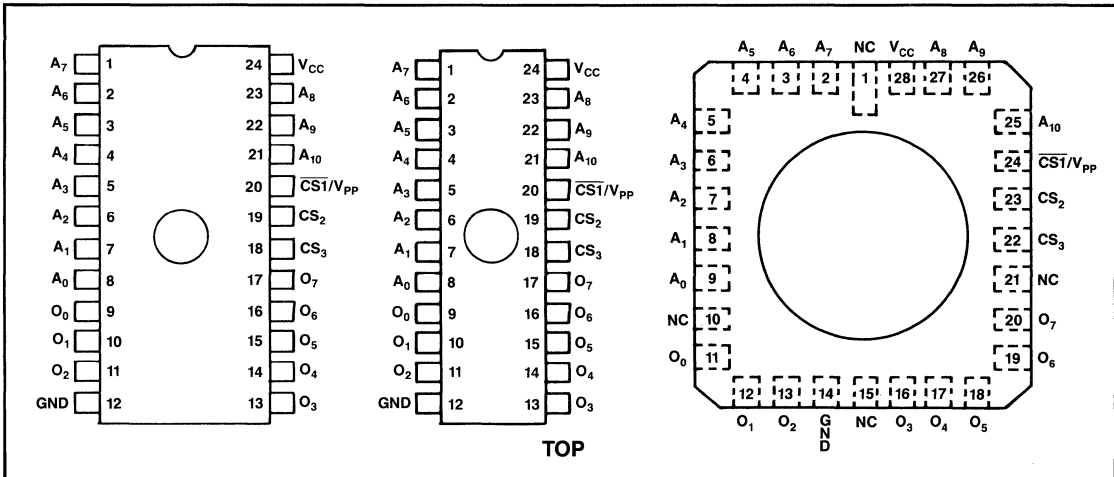 A7 1 24 VCC
A6 2 23 A8
A5 3 22 A9
A4 4 21 A10
A3 5 20 CS1/VPP
A2 6 19 CS2
A1 7 18 CS3
A0 8 17 O7
O0 9 16 O6
O1 10 15 O5
O2 11 14 O4
GND 12 13 O3
A7 1 24 VCC
A6 2 23 A8
A5 3 22 A9
A4 4 21 A10
A3 5 20 CS1/VPP
A2 6 19 CS2
A1 7 18 CS3
A0 8 17 O7
O0 9 16 O6
O1 10 15 O5
O2 11 14 O4
GND 12 13 O3
A5 A6 A7 NC VCC A8 A9
4 3 2 1 28 27 26
A4 5 25 A10
A3 6 24 CS1/VPP
A2 7 23 CS2
A1 8 22 CS3
A0 9 21 NC
NC 10 20 O7
O0 11 19 O6
12 13 14 15 16 17 18
O1 O2 GND NC O3 O4 O5
TOP